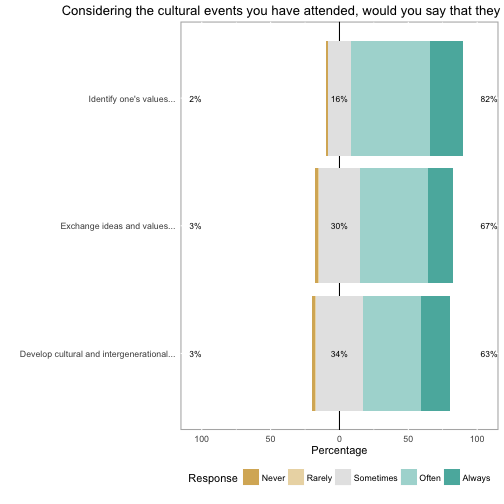 Considering the cultural events you have attended, would you say that they
Identify one's values...
2%
16%
82%
Exchange ideas and values...
3%
30%
67%
Develop cultural and intergenerational...
3%
34%
63%
100 50 0 50 100
Percentage
Response Never Rarely Sometimes Often Always